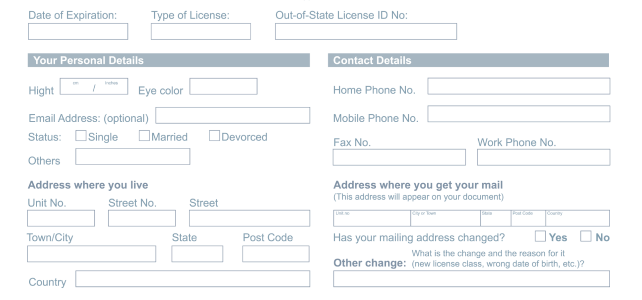 Date of Expiration: Type of License: Out-of-State License ID No:
Your Personal Details
Hight cm / inches Eye color
Email Address: (optional)
Status: Single Married Devorced
Others
Address where you live
Unit No. Street No. Street
Town/City State Post Code
Country
Contact Details
Home Phone No.
Mobile Phone No.
Fax No. Work Phone No.
Address where you get your mail
(This address will appear on your document)
Unit.no City or Town State Post Code Country
Has your mailing address changed? Yes No
What is the change and the reason for it
Other change: (new license class, wrong date of birth, etc.)?